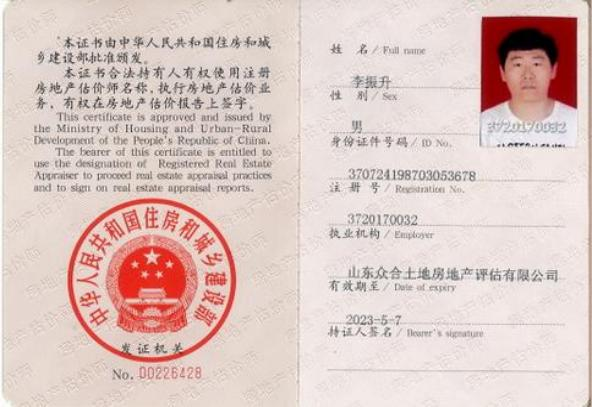 本证书由中华人民共和国住房和城
乡建设部批准颁发。
本证书合法持有人有权使用注册
房地产估价师名称,执行房地产估价业
务,有权在房地产估价报告上签字。
This certificate is approved and issued by
the Ministry of Housing and Urban-Rural
Development of the People's Republic of China.
The bearer of this certificate is entitled to
use the designation of Registered Real Estate
Appraiser to proceed real estate appraisal practices
and to sign on real estate appraisal reports.
中华人民共和国住房和城乡建设部
发证机关
No. 00226428
姓 名 / Full name
李振升
性 别 / Sex
男
身份证件号码 / ID No.
370724198703053678
注 册 号 / Registration No.
3720170032
执业机构 / Employer
山东众合土地房地产评估有限公司
有效期至 / Date of expiry
2023-5-7
持证人签名 / Bearer's signature
3720170032